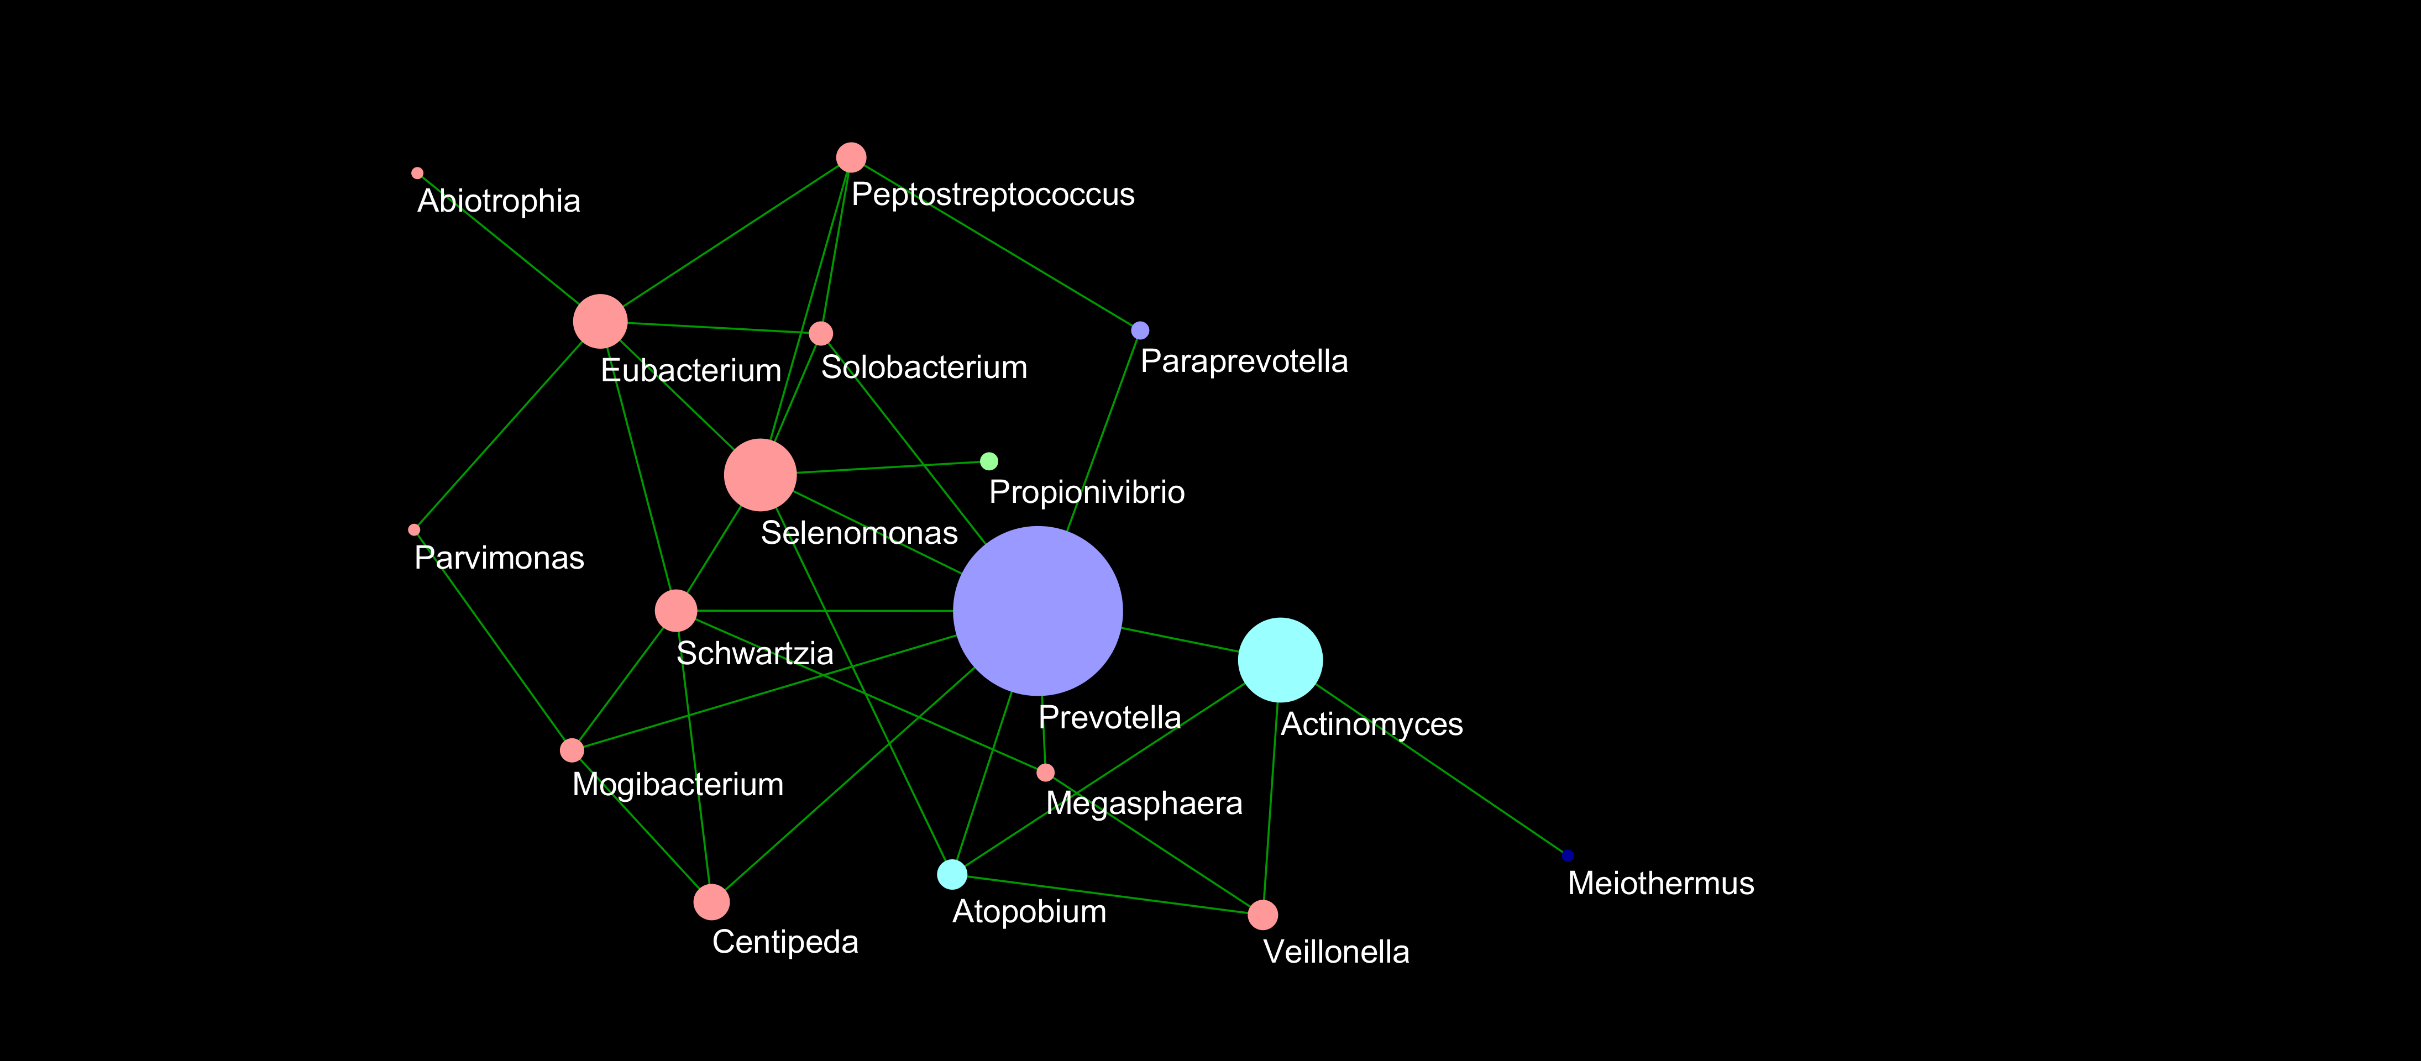 Peptostreptococcus
Abiotrophia
Paraprevotella
Solobacterium
Eubacterium
Propionivibrio
Selenomonas
Parvimonas
Schwartzia
Prevotella
Actinomyces
Mogibacterium
Megasphaera
Meiothermus
Atopobium
Centipeda
Veillonella